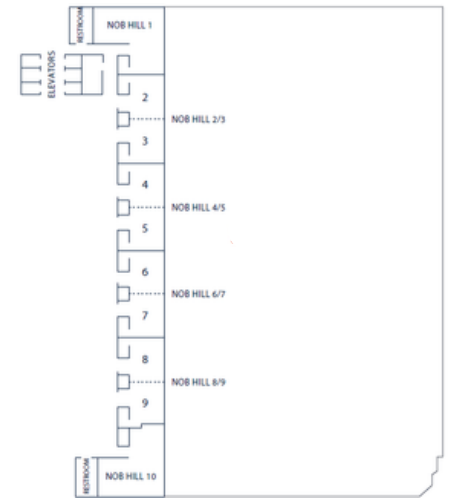 RESTROOM
NOB HILL 1
ELEVATORS
2
NOB HILL 2/3
3
4
NOB HILL 4/5
5
6
NOB HILL 6/7
7
8
NOB HILL 8/9
9
RESTROOM
NOB HILL 10